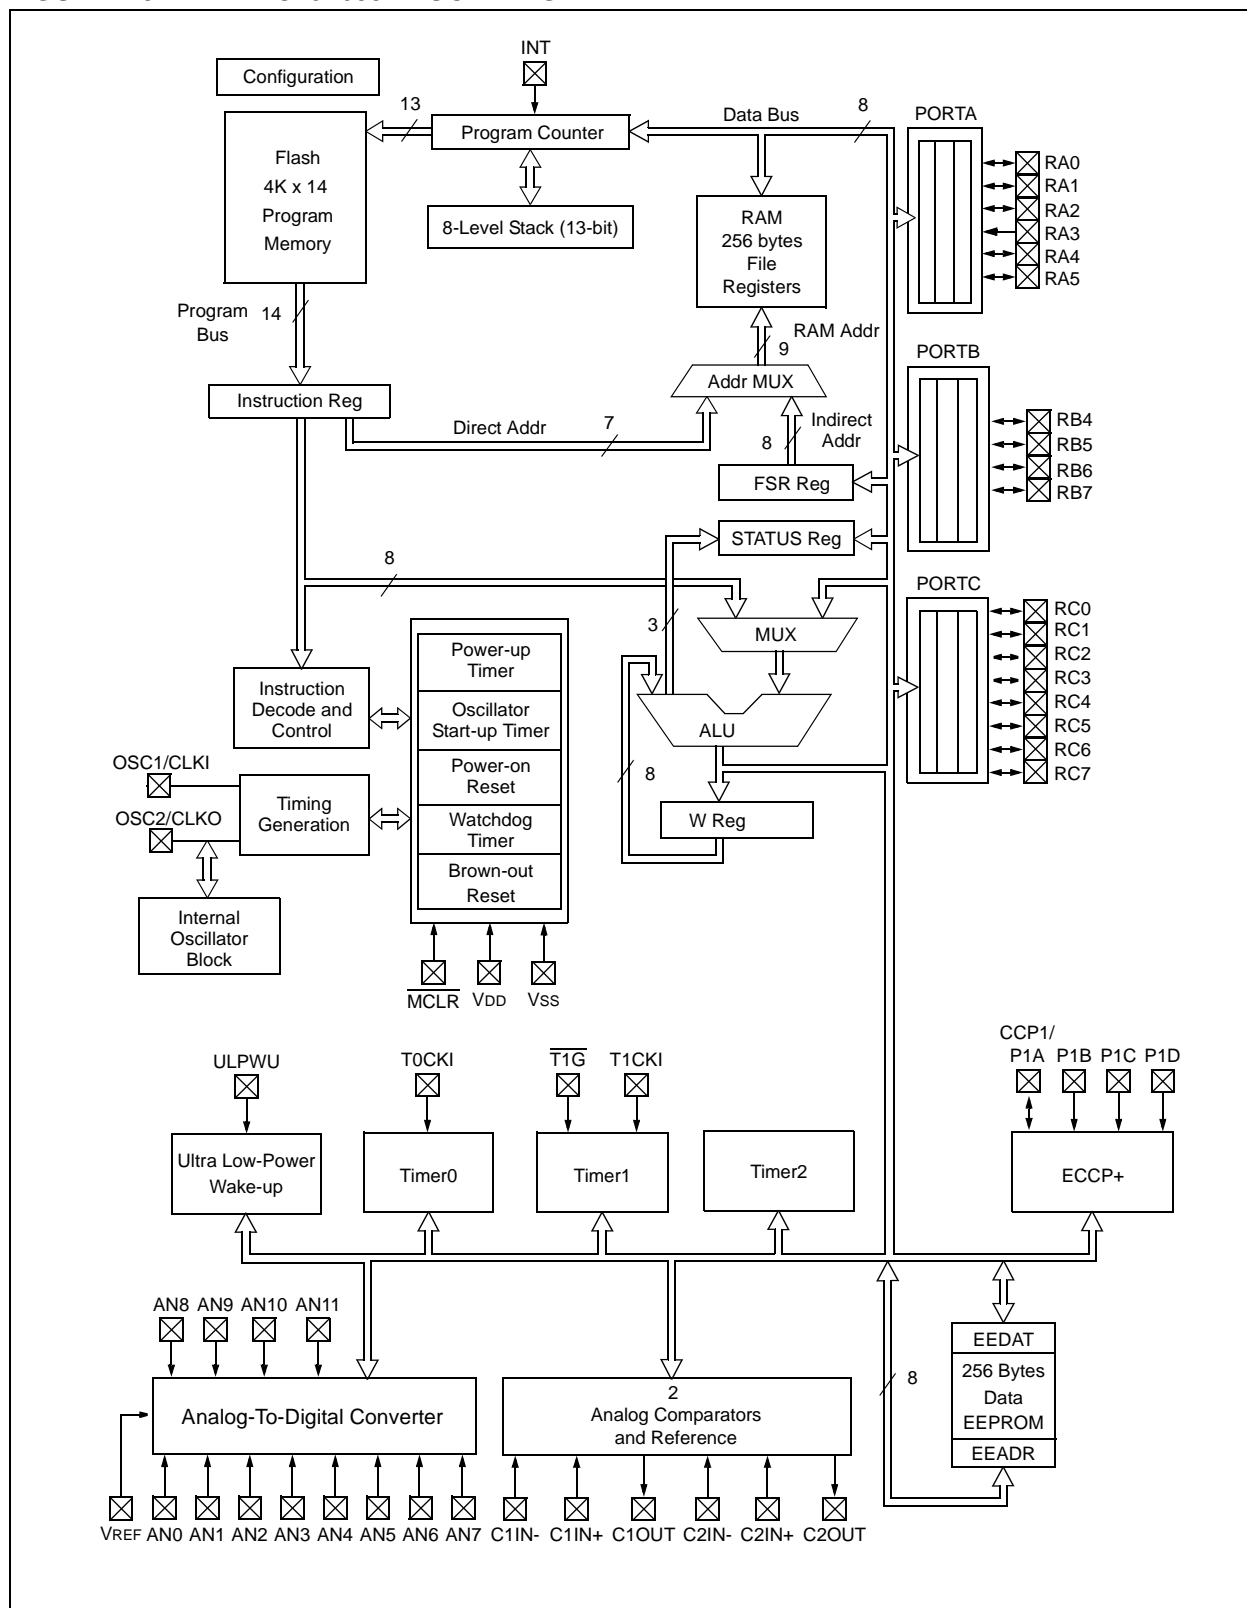 INT
Configuration
13
Program Counter
Data Bus
8
PORTA
Flash
4K x 14
Program
Memory
8-Level Stack (13-bit)
RAM
256 bytes
File
Registers
RA0
RA1
RA2
RA3
RA4
RA5
Program
Bus
14
RAM Addr
9
PORTB
Addr MUX
Instruction Reg
Direct Addr
7
Indirect
Addr
8
FSR Reg
RB4
RB5
RB6
RB7
STATUS Reg
8
3
MUX
PORTC
RC0
RC1
RC2
RC3
RC4
RC5
RC6
RC7
Power-up
Timer
Instruction
Decode and
Control
Oscillator
Start-up Timer
ALU
8
OSC1/CLKI
OSC2/CLKO
Timing
Generation
Power-on
Reset
Watchdog
Timer
W Reg
Brown-out
Reset
Internal
Oscillator
Block
MCLR
VDD
VSS
CCP1/
P1A
P1B
P1C
P1D
ULPWU
T0CKI
T1G
T1CKI
Ultra Low-Power
Wake-up
Timer0
Timer1
Timer2
ECCP+
AN8
AN9
AN10
AN11
EEDAT
256 Bytes
Data
EEPROM
EEADR
8
Analog-To-Digital Converter
2
Analog Comparators
and Reference
VREF
AN0
AN1
AN2
AN3
AN4
AN5
AN6
AN7
C1IN-
C1IN+
C1OUT
C2IN-
C2IN+
C2OUT